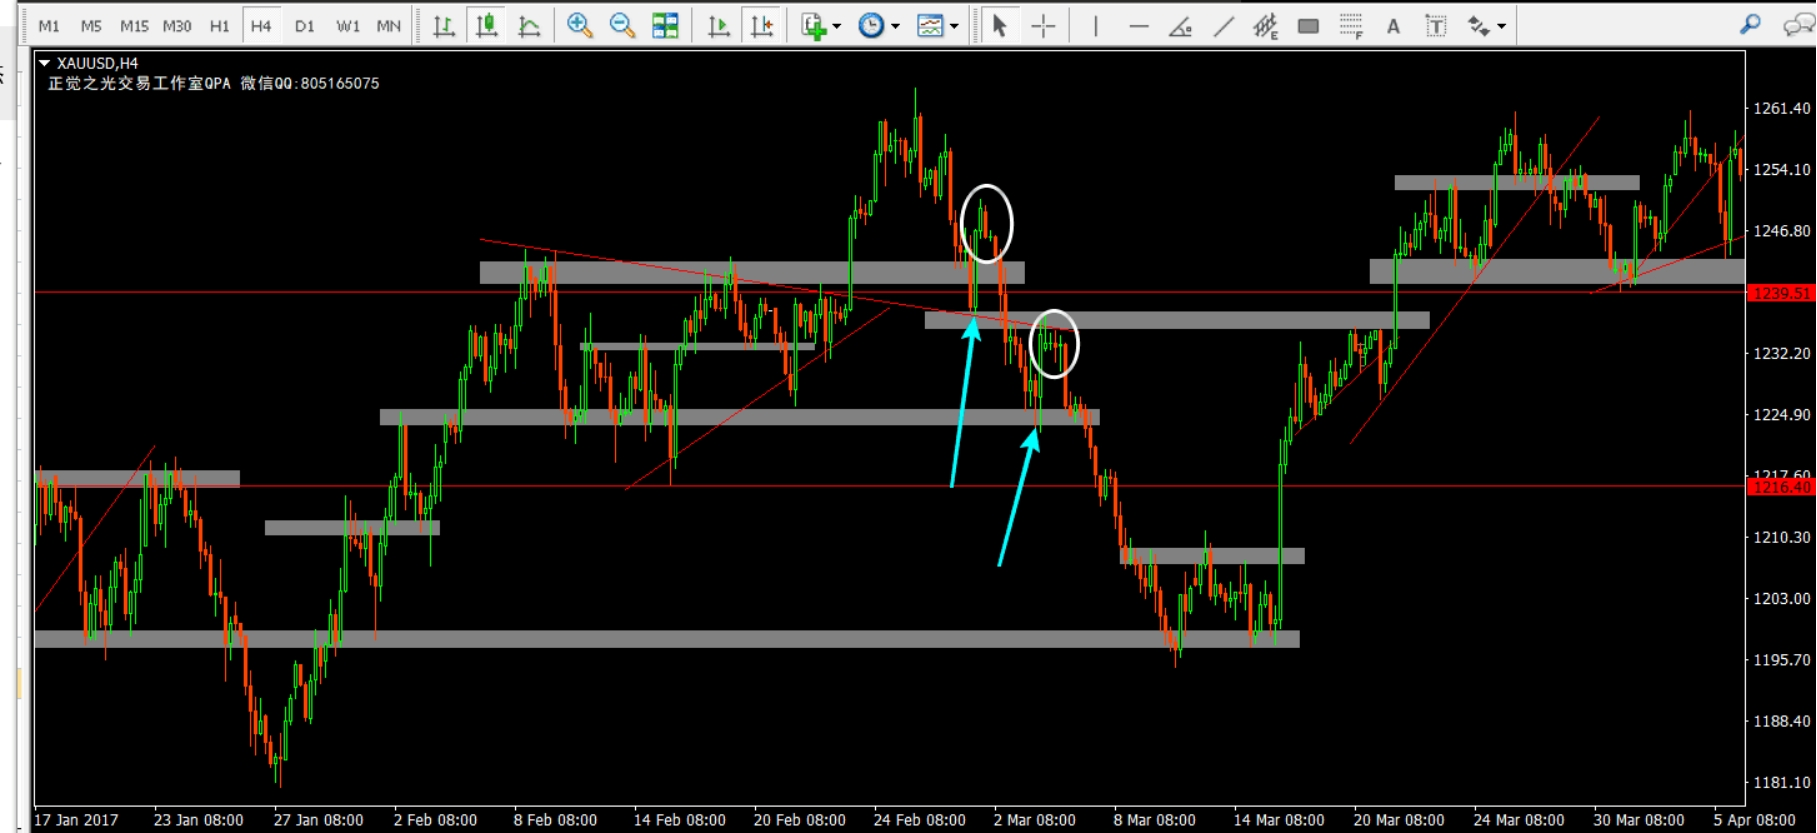 M1 M5 M15 M30 H1 H4 D1 W1 MN
E F A T
XAUUSD,H4
正觉之光交易工作室QPA 微信QQ:805165075
1261.40
1254.10
1246.80
1239.51
1232.20
1224.90
1217.60
1216.40
1210.30
1203.00
1195.70
1188.40
1181.10
17 Jan 2017 23 Jan 08:00 27 Jan 08:00 2 Feb 08:00 8 Feb 08:00 14 Feb 08:00 20 Feb 08:00 24 Feb 08:00 2 Mar 08:00 8 Mar 08:00 14 Mar 08:00 20 Mar 08:00 24 Mar 08:00 30 Mar 08:00 5 Apr 08:00